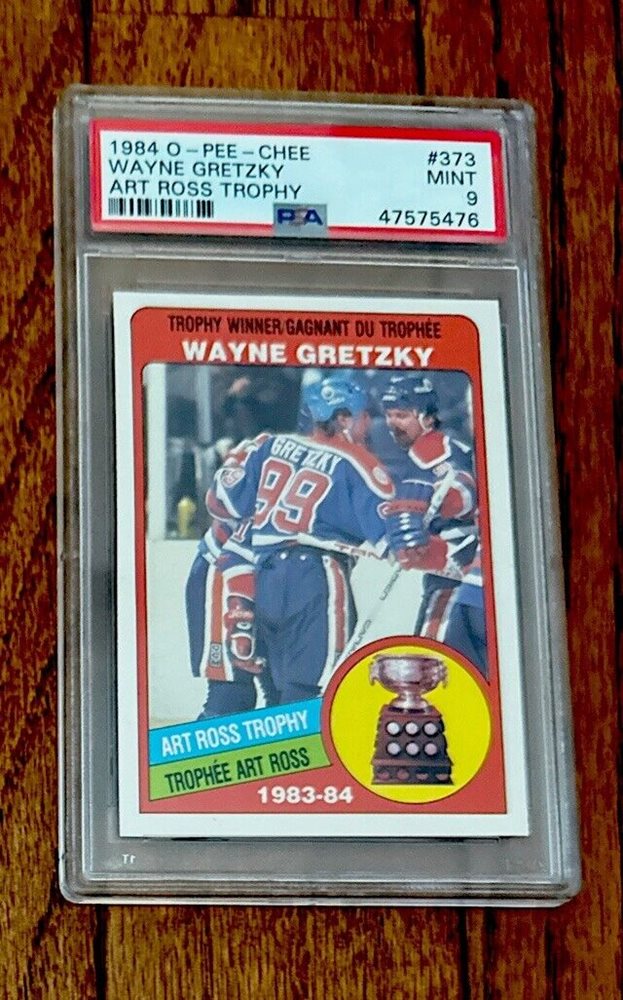 1984 O-PEE-CHEE #373
WAYNE GRETZKY MINT
ART ROSS TROPHY 9
PSA 47575476
TROPHY WINNER/GAGNANT DU TROPHÉE
WAYNE GRETZKY
GRETZKY
99
ART ROSS TROPHY
TROPHÉE ART ROSS
1983-84